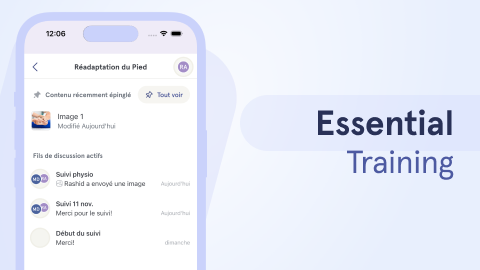 12:06
Réadaptation du Pied
RA
Contenu récemment épinglé
Tout voir
Image 1
Modifié Aujourd'hui
Fils de discussion actifs
MD RA
Suivi physio
Rashid a envoyé une image
Aujourd'hui
MD RA
Suivi 11 nov.
Merci pour le suivi!
Aujourd'hui
Début du suivi
Merci!
dimanche
Essential
Training